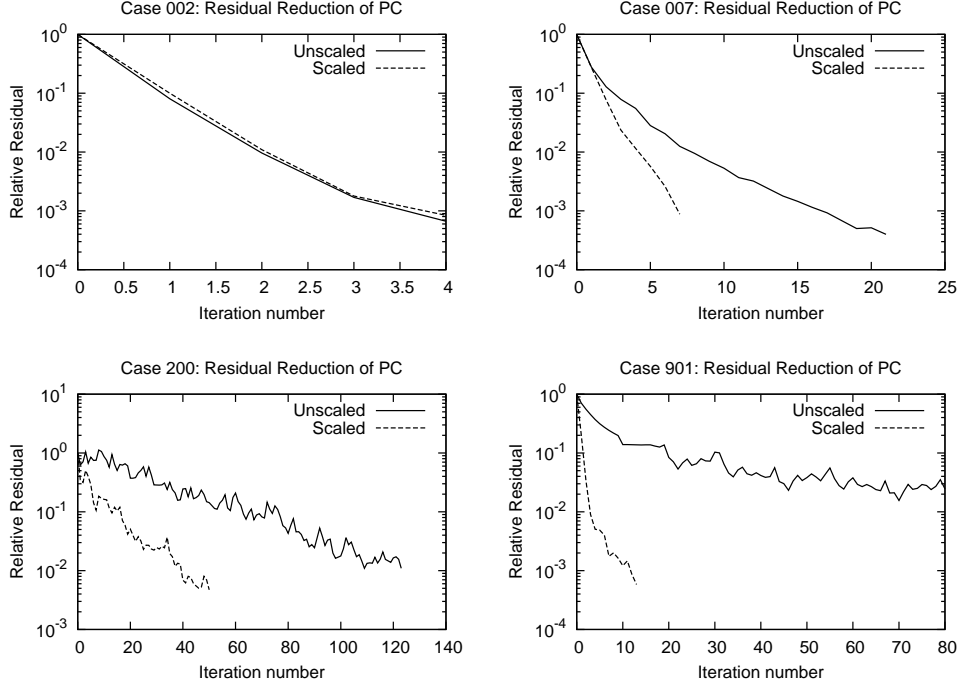 Case 002: Residual Reduction of PC
Relative Residual
10^0
10^-1
10^-2
10^-3
10^-4
Unscaled
Scaled
0 0.5 1 1.5 2 2.5 3 3.5 4
Iteration number
Case 007: Residual Reduction of PC
Relative Residual
10^0
10^-1
10^-2
10^-3
10^-4
Unscaled
Scaled
0 5 10 15 20 25
Iteration number
Case 200: Residual Reduction of PC
Relative Residual
10^1
10^0
10^-1
10^-2
10^-3
Unscaled
Scaled
0 20 40 60 80 100 120 140
Iteration number
Case 901: Residual Reduction of PC
Relative Residual
10^0
10^-1
10^-2
10^-3
10^-4
Unscaled
Scaled
0 10 20 30 40 50 60 70 80
Iteration number